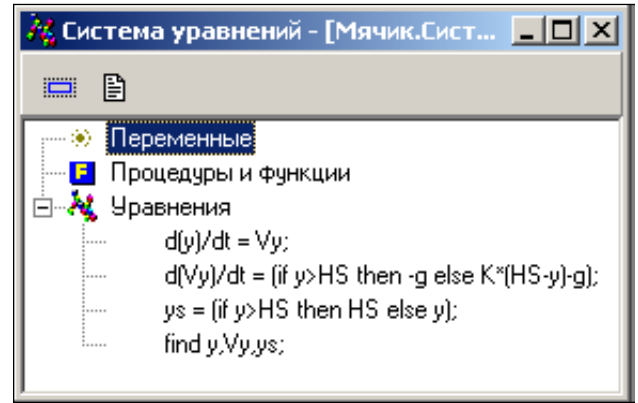 Система уравнений - [Мячик.Сист...
Переменные
F Процедуры и функции
Уравнения
d(y)/dt = Vy;
d(Vy)/dt = (if y>HS then -g else K*(HS-y)-g);
ys = (if y>HS then HS else y);
find y,Vy,ys;